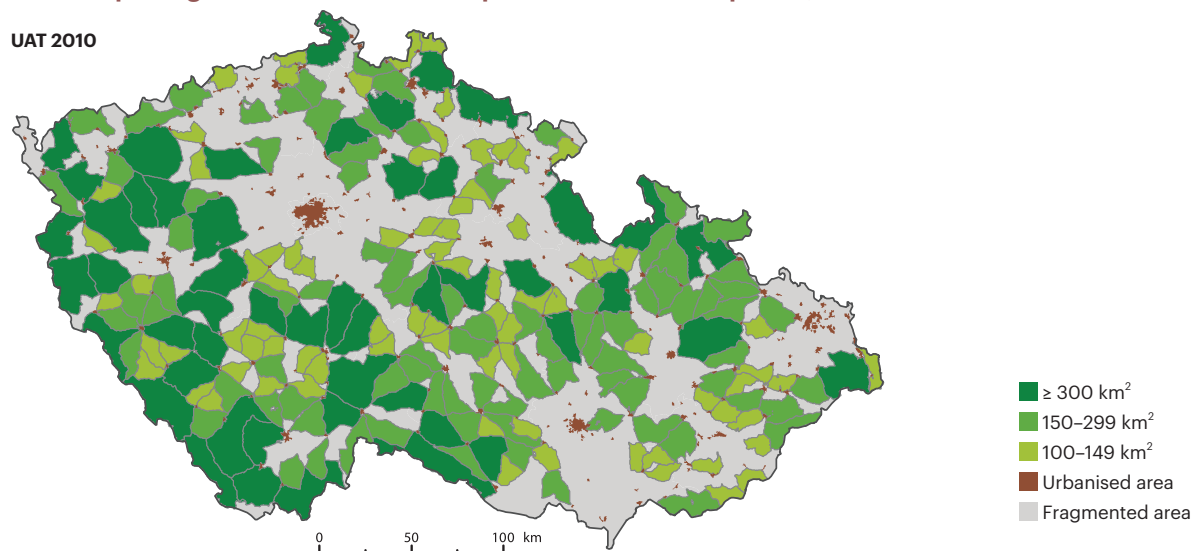 UAT 2010
≥ 300 km²
150–299 km²
100–149 km²
Urbanised area
Fragmented area
0 50 100 km